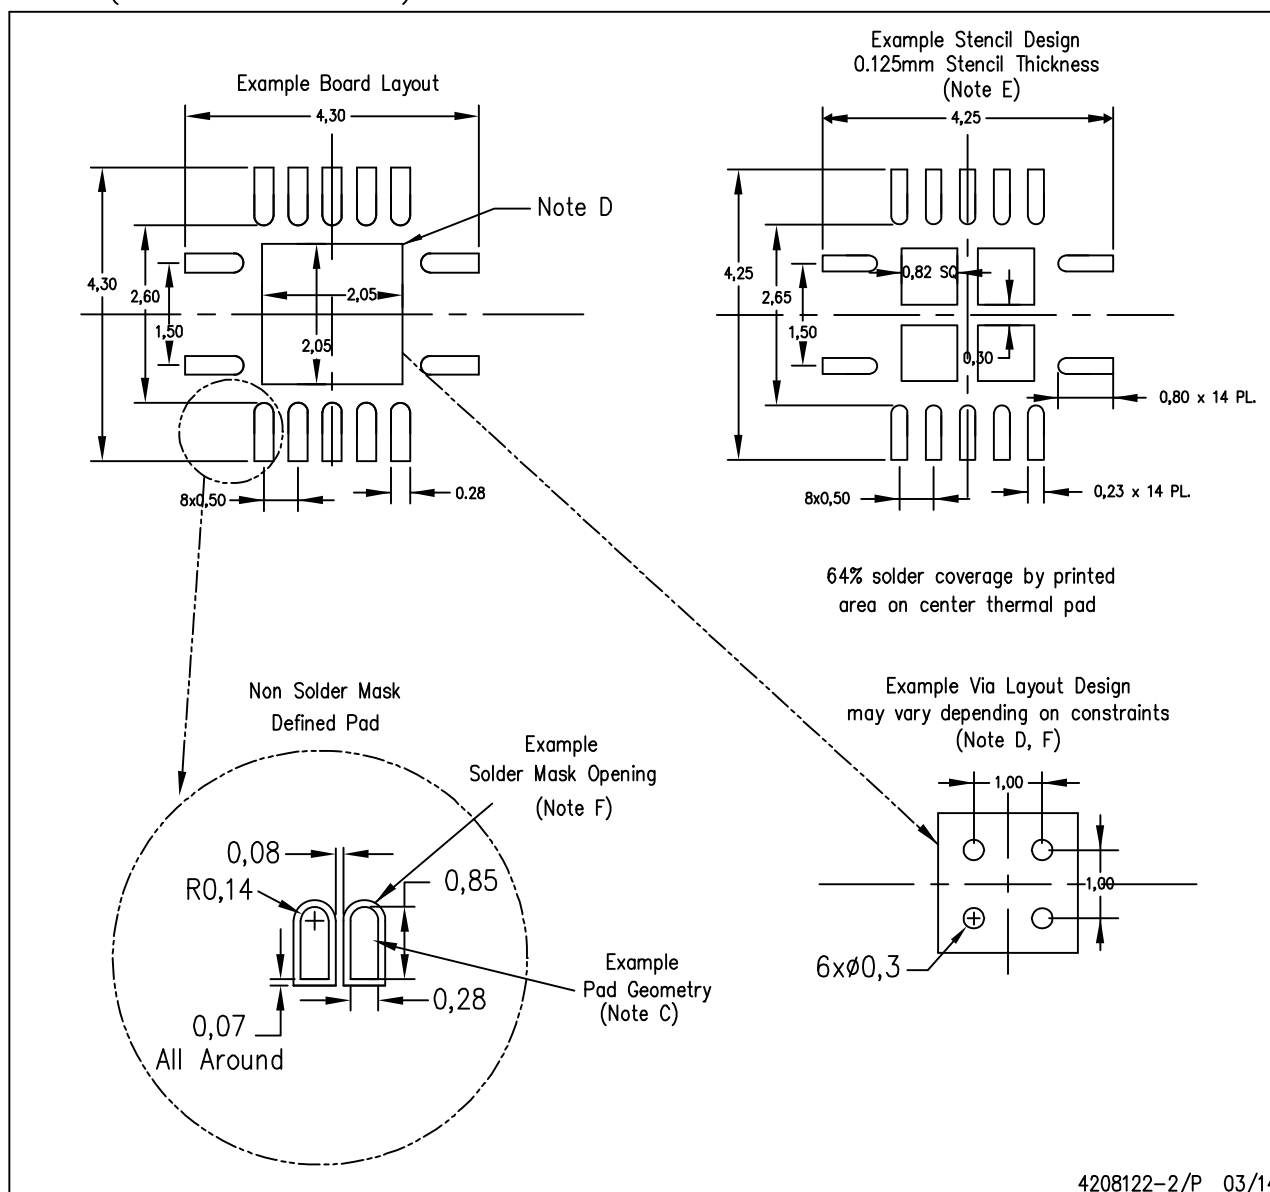 Example Board Layout
4,30
Note D
4,30
2,60
1,50
2,05
2,05
8x0,50
0.28
Example Stencil Design
0.125mm Stencil Thickness
(Note E)
4,25
4,25
2,65
1,50
0,82 SQ
0,30
0,80 x 14 PL.
8x0,50
0,23 x 14 PL.
64% solder coverage by printed
area on center thermal pad
Non Solder Mask
Defined Pad
Example
Solder Mask Opening
(Note F)
0,08
R0,14
0,85
0,28
0,07
All Around
Example
Pad Geometry
(Note C)
Example Via Layout Design
may vary depending on constraints
(Note D, F)
1,00
1,00
6xø0,3
4208122-2/P 03/14